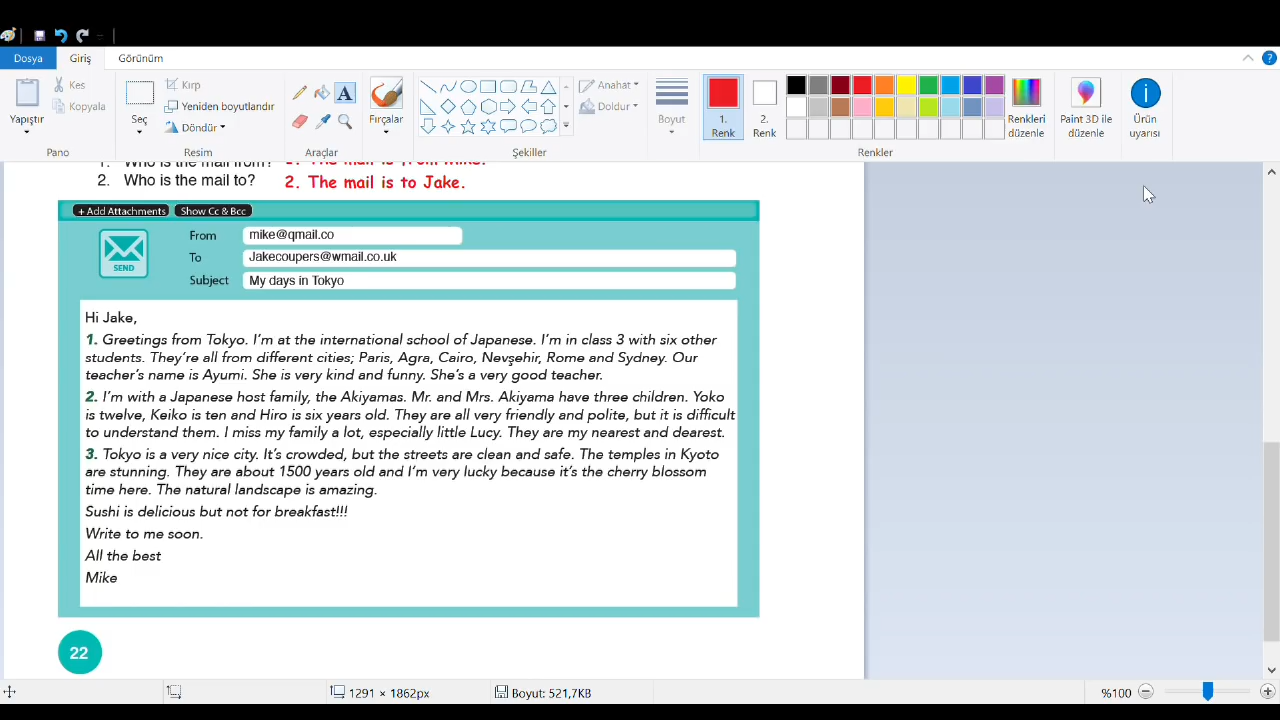 Dosya Giriş Görünüm
Yapıştır
Kes
Kopyala
Pano
Seç
Kırp
Yeniden boyutlandır
Döndür
Resim
A
Araçlar
Fırçalar
Şekiller
Anahat
Doldur
Boyut
1. Renk
2. Renk
Renkleri düzenle
Renkler
Paint 3D ile düzenle
Ürün uyarısı
1. Who is the mail from? 1. The mail is from Mike.
2. Who is the mail to? 2. The mail is to Jake.
+ Add Attachments Show Cc & Bcc
SEND
From mike@qmail.co
To Jakecoupers@wmail.co.uk
Subject My days in Tokyo
Hi Jake,
1. Greetings from Tokyo. I'm at the international school of Japanese. I'm in class 3 with six other
students. They're all from different cities; Paris, Agra, Cairo, Nevşehir, Rome and Sydney. Our
teacher's name is Ayumi. She is very kind and funny. She's a very good teacher.
2. I'm with a Japanese host family, the Akiyamas. Mr. and Mrs. Akiyama have three children. Yoko
is twelve, Keiko is ten and Hiro is six years old. They are all very friendly and polite, but it is difficult
to understand them. I miss my family a lot, especially little Lucy. They are my nearest and dearest.
3. Tokyo is a very nice city. It's crowded, but the streets are clean and safe. The temples in Kyoto
are stunning. They are about 1500 years old and I'm very lucky because it's the cherry blossom
time here. The natural landscape is amazing.
Sushi is delicious but not for breakfast!!!
Write to me soon.
All the best
Mike
22
1291 × 1862px Boyut: 521,7KB %100